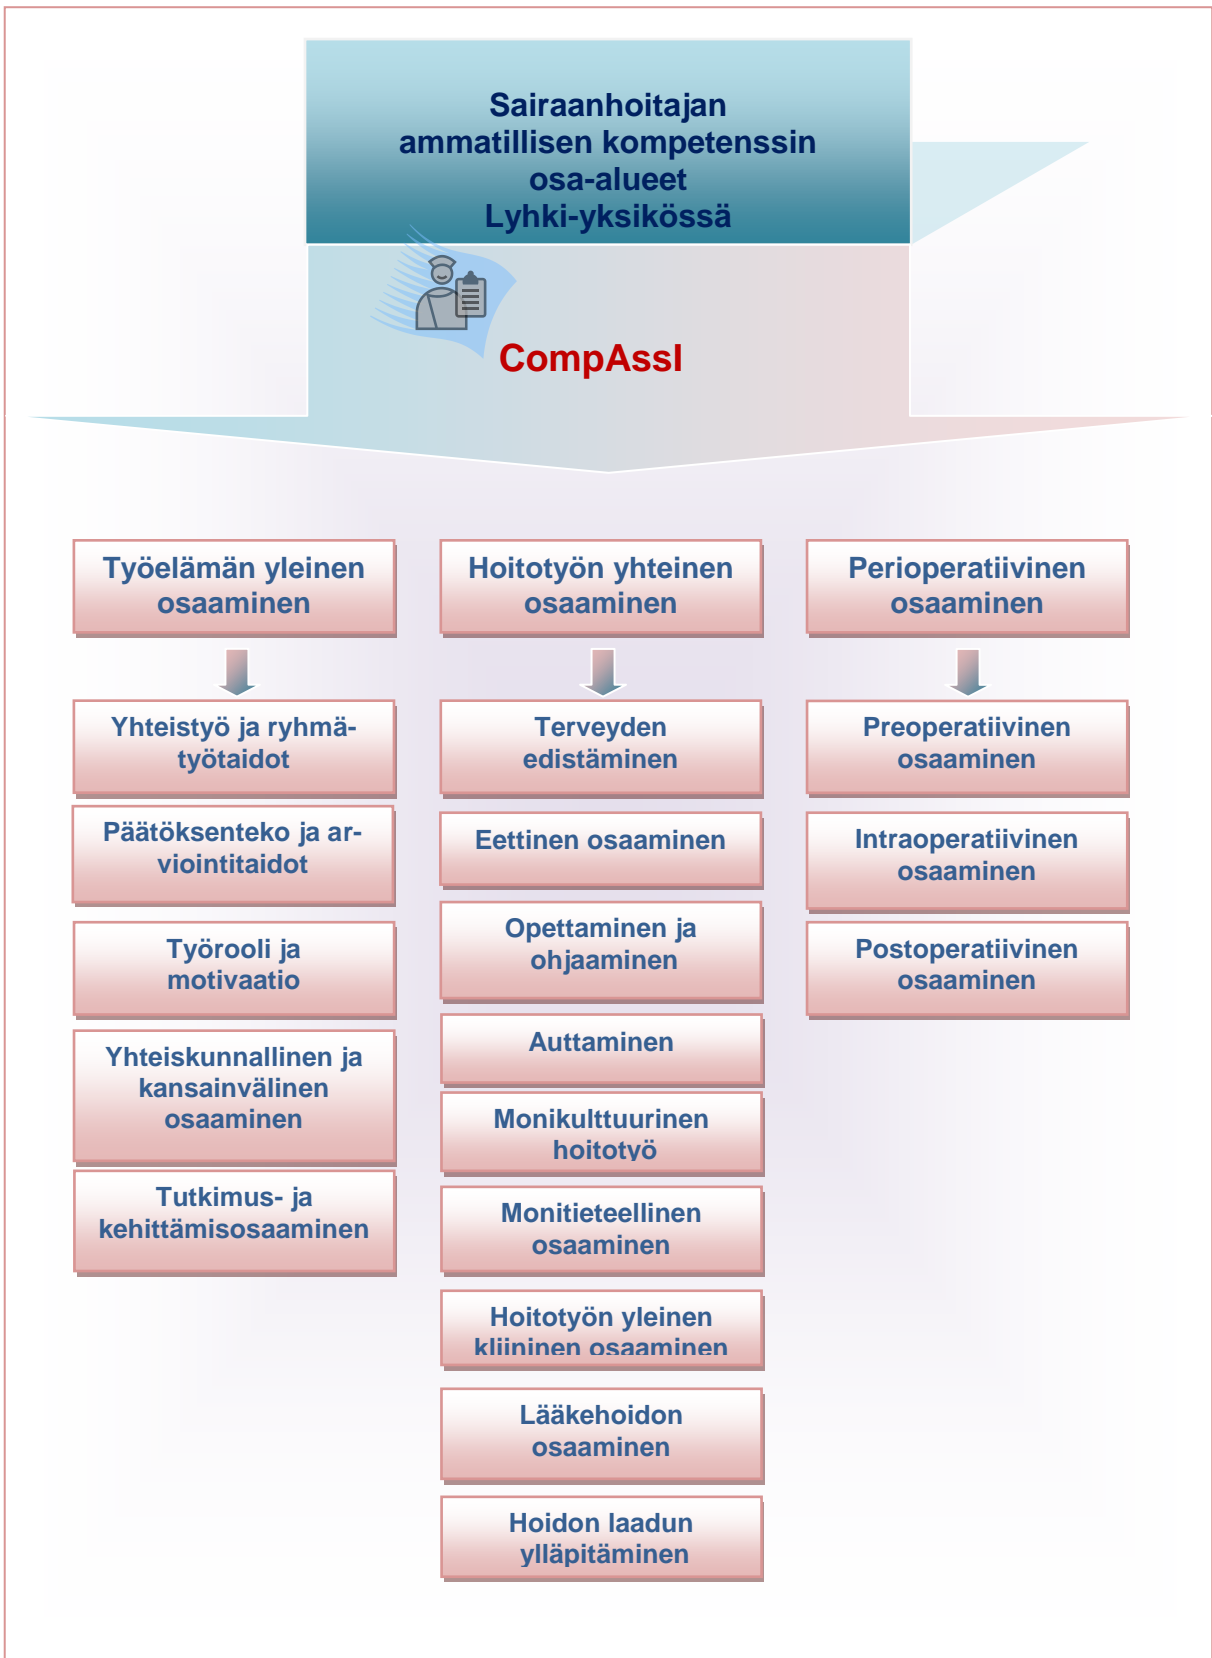 Sairaanhoitajan
ammatillisen kompetenssin
osa-alueet
Lyhki-yksikössä
CompAssI
Työelämän yleinen
osaaminen
Yhteistyö ja ryhmä-
työtaidot
Päätöksenteko ja ar-
viointitaidot
Työrooli ja
motivaatio
Yhteiskunnallinen ja
kansainvälinen
osaaminen
Tutkimus- ja
kehittämisosaaminen
Hoitotyön yhteinen
osaaminen
Terveyden
edistäminen
Eettinen osaaminen
Opettaminen ja
ohjaaminen
Auttaminen
Monikulttuurinen
hoitotyö
Monitieteellinen
osaaminen
Hoitotyön yleinen
kliininen osaaminen
Lääkehoidon
osaaminen
Hoidon laadun
ylläpitäminen
Perioperatiivinen
osaaminen
Preoperatiivinen
osaaminen
Intraoperatiivinen
osaaminen
Postoperatiivinen
osaaminen